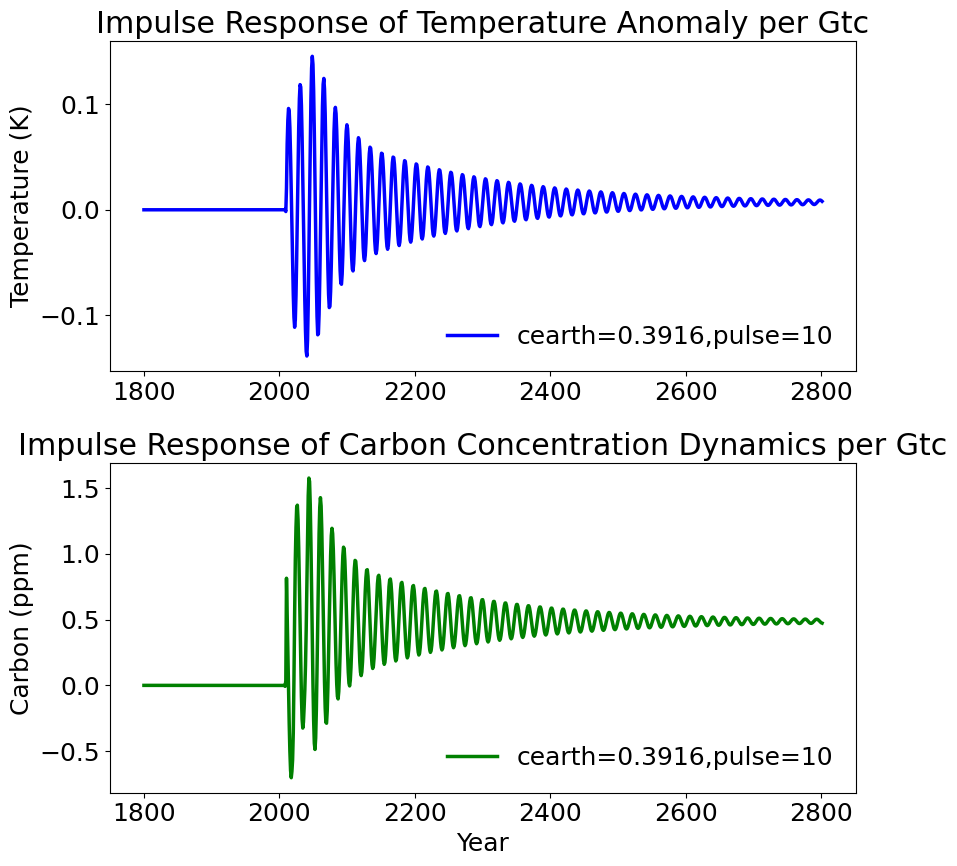 Impulse Response of Temperature Anomaly per Gtc
Temperature (K)
0.1
0.0
−0.1
cearth=0.3916,pulse=10
1800 2000 2200 2400 2600 2800
Impulse Response of Carbon Concentration Dynamics per Gtc
Carbon (ppm)
1.5
1.0
0.5
0.0
−0.5
cearth=0.3916,pulse=10
1800 2000 2200 2400 2600 2800
Year